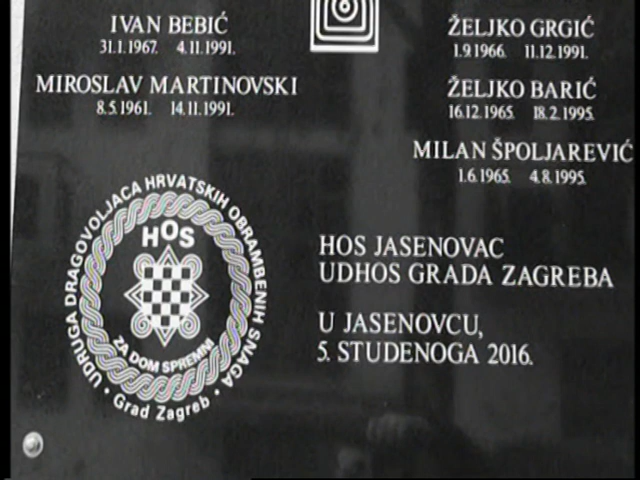 IVAN BEBIĆ
31.1.1967. 4.11.1991.
MIROSLAV MARTINOVSKI
8.5.1961. 14.11.1991.
ŽELJKO GRGIĆ
1.9.1966. 11.12.1991.
ŽELJKO BARIĆ
16.12.1965. 18.2.1995.
MILAN ŠPOLJAREVIĆ
1.6.1965. 4.8.1995.
UDRUGA DRAGOVOLJACA HRVATSKIH OBRAMBENIH SNAGA
HOS
ZA DOM SPREMNI
• Grad Zagreb •
HOS JASENOVAC
UDHOS GRADA ZAGREBA
U JASENOVCU,
5. STUDENOGA 2016.